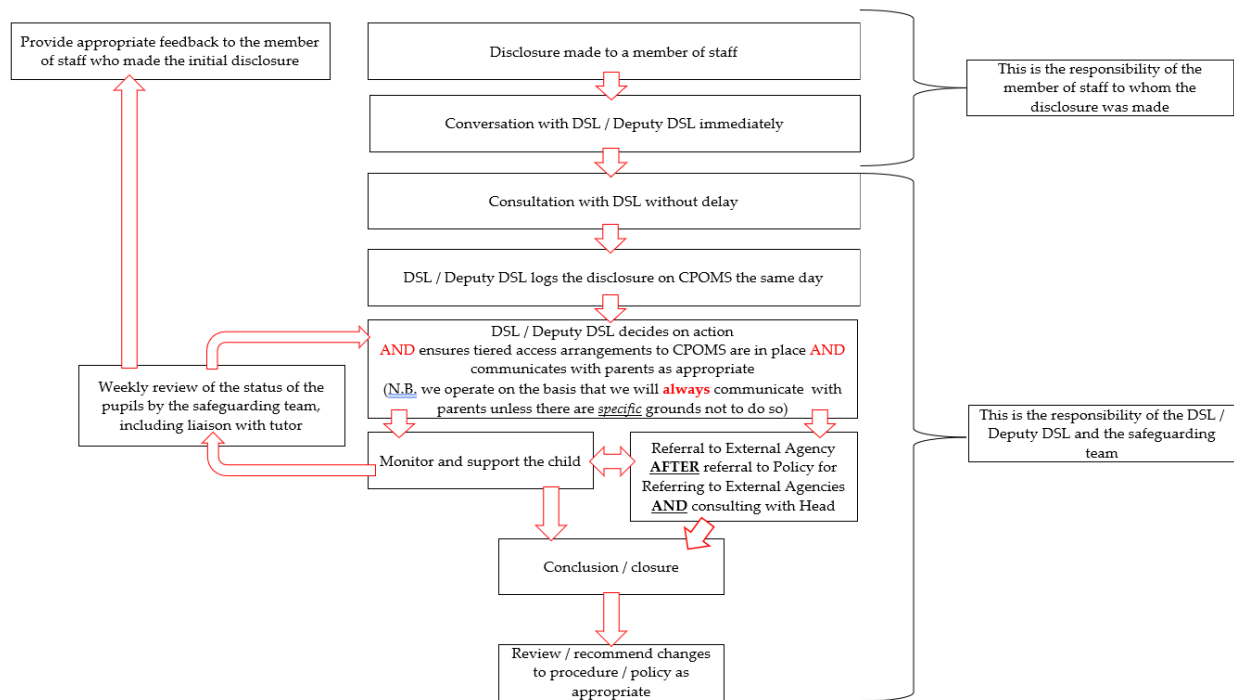 Provide appropriate feedback to the member
of staff who made the initial disclosure
Disclosure made to a member of staff
This is the responsibility of the
member of staff to whom the
disclosure was made
Conversation with DSL / Deputy DSL immediately
Consultation with DSL without delay
DSL / Deputy DSL logs the disclosure on CPOMS the same day
DSL / Deputy DSL decides on action
AND ensures tiered access arrangements to CPOMS are in place AND
communicates with parents as appropriate
(N.B. we operate on the basis that we will always communicate with
parents unless there are specific grounds not to do so)
Weekly review of the status of the
pupils by the safeguarding team,
including liaison with tutor
This is the responsibility of the DSL /
Deputy DSL and the safeguarding
team
Monitor and support the child
Referral to External Agency
AFTER referral to Policy for
Referring to External Agencies
AND consulting with Head
Conclusion / closure
Review / recommend changes
to procedure / policy as
appropriate